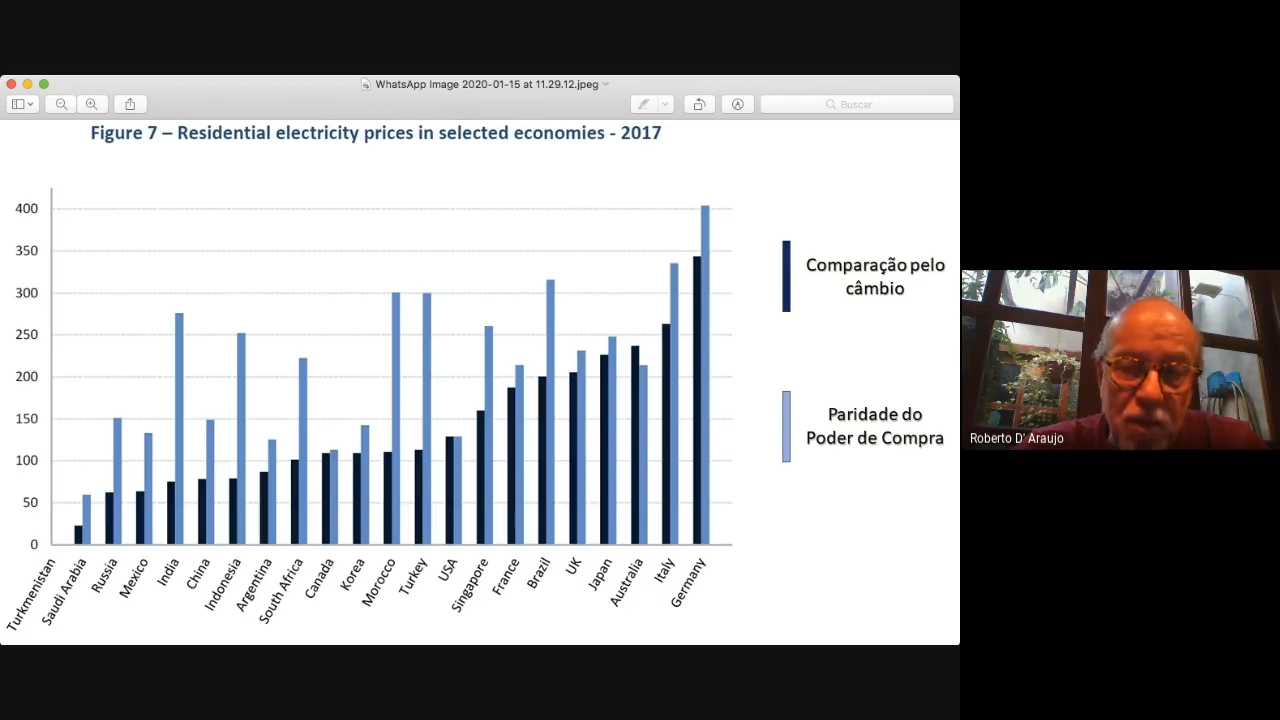 WhatsApp Image 2020-01-15 at 11.29.12.jpeg
Buscar
Figure 7 – Residential electricity prices in selected economies - 2017
400
350
300
250
200
150
100
50
0
Turkmenistan
Saudi Arabia
Russia
Mexico
India
China
Indonesia
Argentina
South Africa
Canada
Korea
Morocco
Turkey
USA
Singapore
France
Brazil
UK
Japan
Australia
Italy
Germany
Comparação pelo
câmbio
Paridade do
Poder de Compra
Roberto D' Araujo